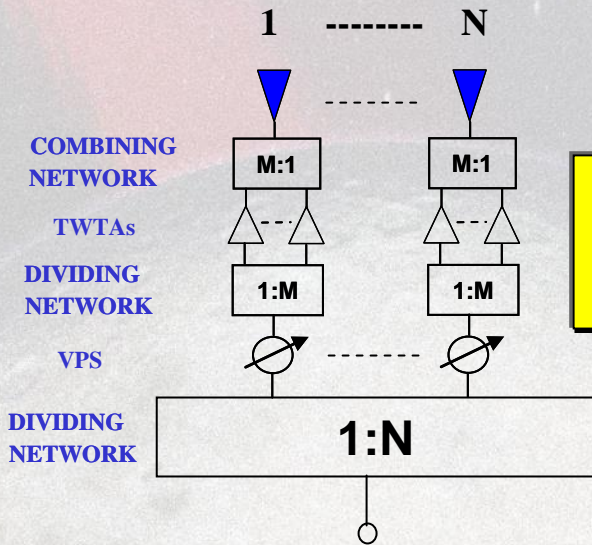 1 -------- N
COMBINING
NETWORK
M:1 M:1
TWTAs
DIVIDING
NETWORK
1:M 1:M
VPS
DIVIDING
NETWORK
1:N